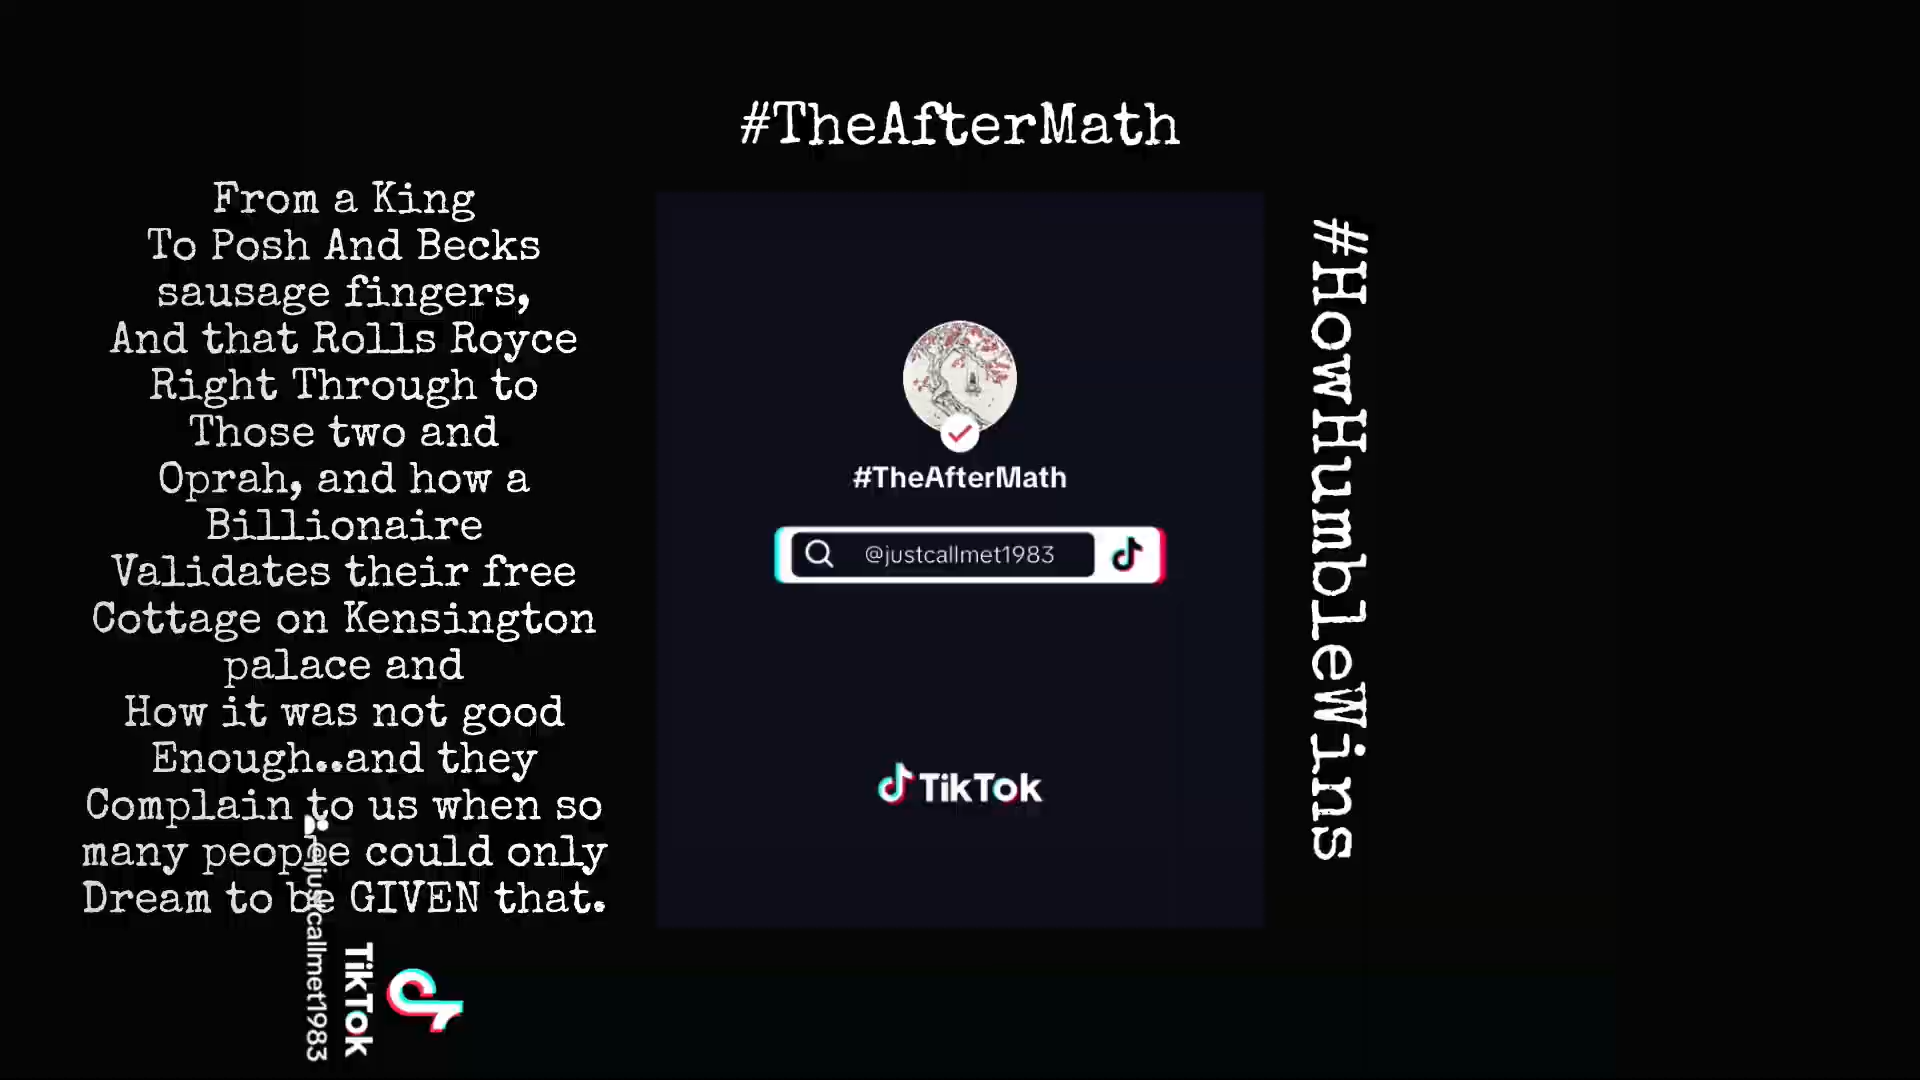 #TheAfterMath
From a King
To Posh And Becks
sausage fingers,
And that Rolls Royce
Right Through to
Those two and
Oprah, and how a
Billionaire
Validates their free
Cottage on Kensington
palace and
How it was not good
Enough..and they
Complain to us when so
many people could only
Dream to be GIVEN that.
#TheAfterMath
@justcallmet1983
TikTok
#HowHumbleWins
TikTok
@justcallmet1983